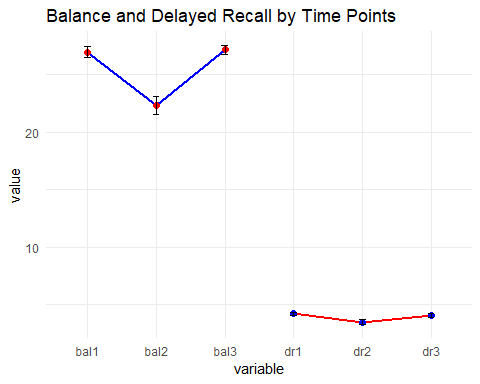 Balance and Delayed Recall by Time Points
20
10
value
bal1 bal2 bal3 dr1 dr2 dr3
variable